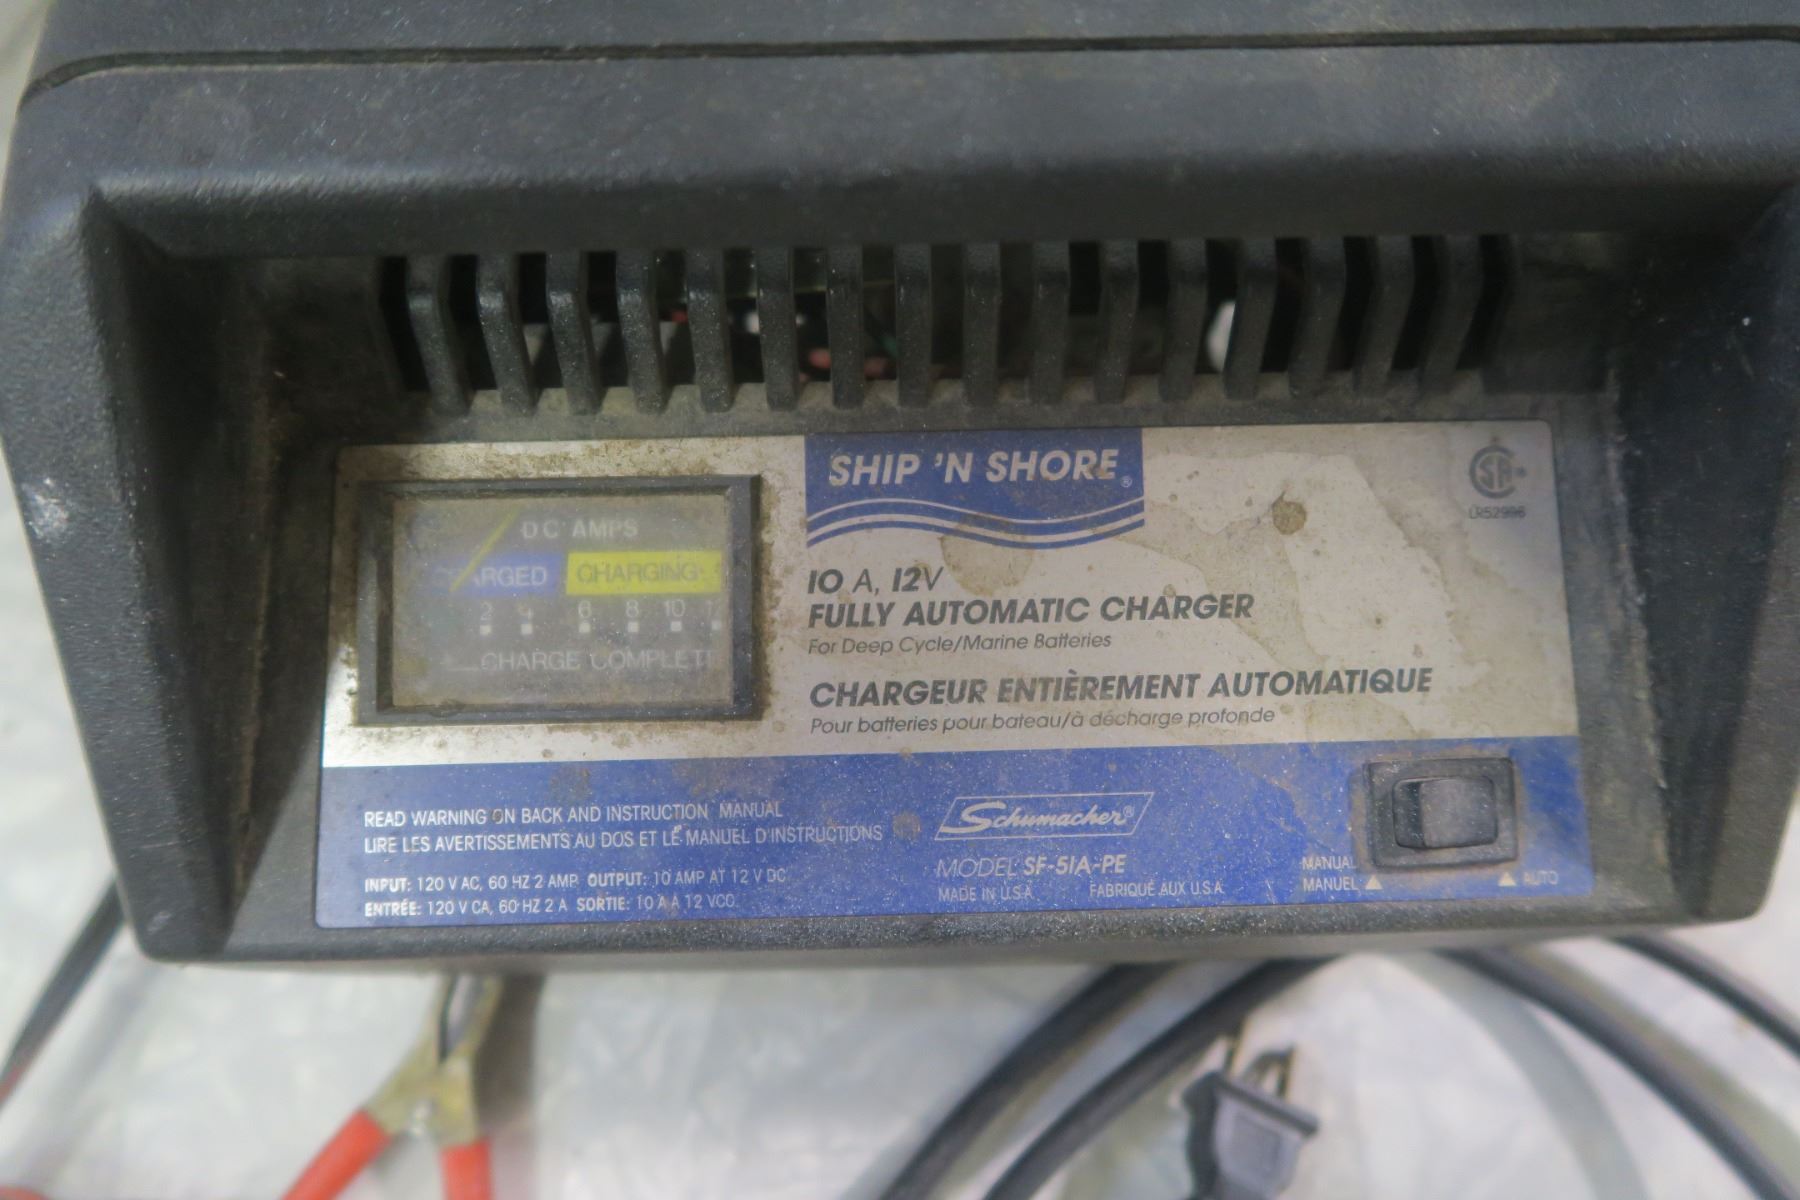 SHIP 'N SHORE®
LR52996
DC AMPS
CHARGED CHARGING
2 4 6 8 10 12
CHARGE COMPLETE
10 A, 12V
FULLY AUTOMATIC CHARGER
For Deep Cycle/Marine Batteries
CHARGEUR ENTIÈREMENT AUTOMATIQUE
Pour batteries pour bateau/à décharge profonde
READ WARNING ON BACK AND INSTRUCTION MANUAL
LIRE LES AVERTISSEMENTS AU DOS ET LE MANUEL D'INSTRUCTIONS
INPUT: 120 V AC, 60 HZ 2 AMP OUTPUT: 10 AMP AT 12 V DC
ENTRÉE: 120 V CA, 60 HZ 2 A SORTIE: 10 A À 12 VCC
Schumacher®
MODEL SF-51A-PE
MADE IN U.S.A. FABRIQUÉ AUX U.S.A.
MANUAL
MANUEL AUTO